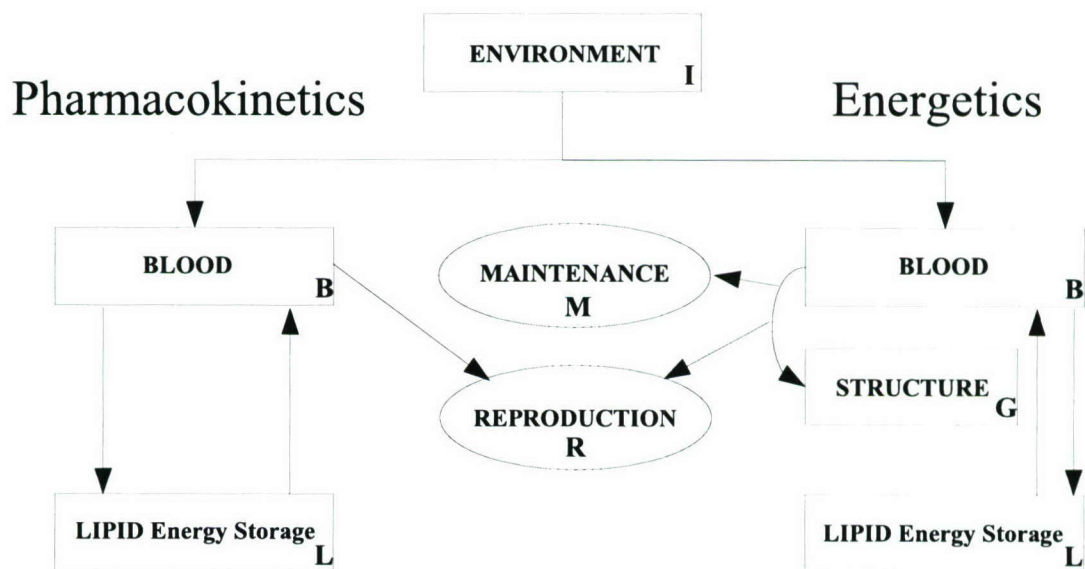 ENVIRONMENT
I
Pharmacokinetics
Energetics
BLOOD
B
MAINTENANCE
M
BLOOD
B
REPRODUCTION
R
STRUCTURE
G
LIPID Energy Storage
L
LIPID Energy Storage
L